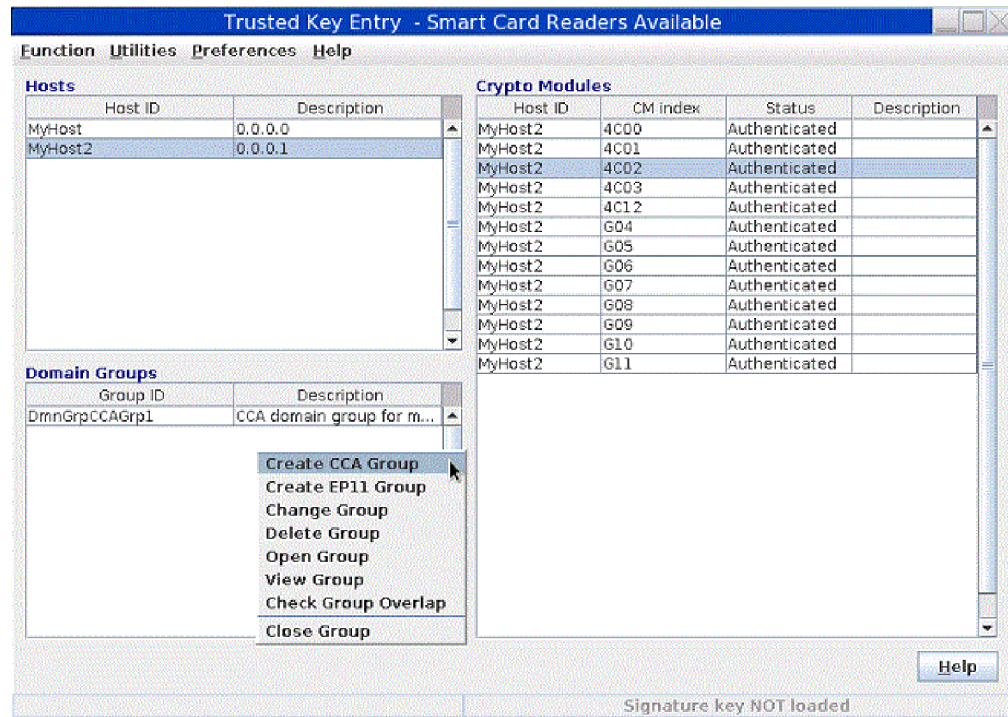 Trusted Key Entry - Smart Card Readers Available
Function Utilities Preferences Help
Hosts
Host ID Description
MyHost 0.0.0.0
MyHost2 0.0.0.1
Domain Groups
Group ID Description
DmnGrpCCAGrp1 CCA domain group for m...
Create CCA Group
Create EP11 Group
Change Group
Delete Group
Open Group
View Group
Check Group Overlap
Close Group
Crypto Modules
Host ID CM index Status Description
MyHost2 4C00 Authenticated
MyHost2 4C01 Authenticated
MyHost2 4C02 Authenticated
MyHost2 4C03 Authenticated
MyHost2 4C12 Authenticated
MyHost2 G04 Authenticated
MyHost2 G05 Authenticated
MyHost2 G06 Authenticated
MyHost2 G07 Authenticated
MyHost2 G08 Authenticated
MyHost2 G09 Authenticated
MyHost2 G10 Authenticated
MyHost2 G11 Authenticated
Help
Signature key NOT loaded